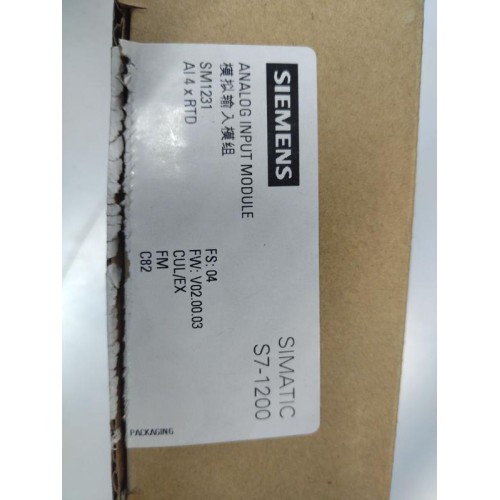 SIEMENS
ANALOG INPUT MODULE
模拟输入模组
SM1231
AI 4 x RTD
SIMATIC
S7-1200
FS: 04
FW: V02.00.03
CUL/EX
FM
C82
PACKAGING